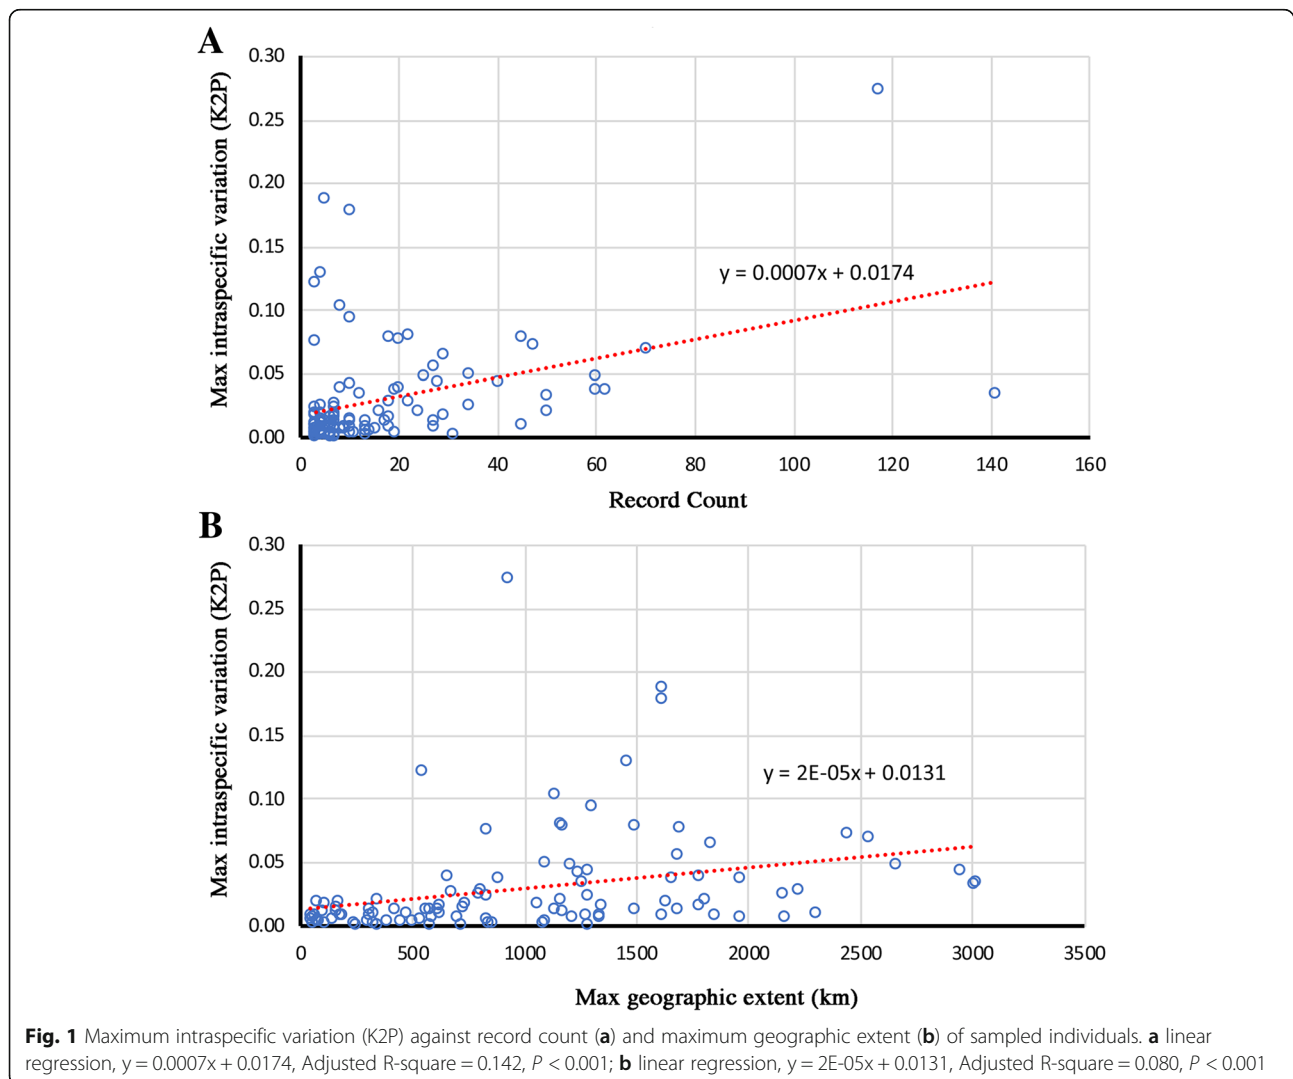 A
Max intraspecific variation (K2P)
0.30
0.25
0.20
0.15
0.10
0.05
0.00
y = 0.0007x + 0.0174
0 20 40 60 80 100 120 140 160
Record Count
B
Max intraspecific variation (K2P)
0.30
0.25
0.20
0.15
0.10
0.05
0.00
y = 2E-05x + 0.0131
0 500 1000 1500 2000 2500 3000 3500
Max geographic extent (km)
Fig. 1 Maximum intraspecific variation (K2P) against record count (a) and maximum geographic extent (b) of sampled individuals. a linear
regression, y = 0.0007x + 0.0174, Adjusted R-square = 0.142, P < 0.001; b linear regression, y = 2E-05x + 0.0131, Adjusted R-square = 0.080, P < 0.001